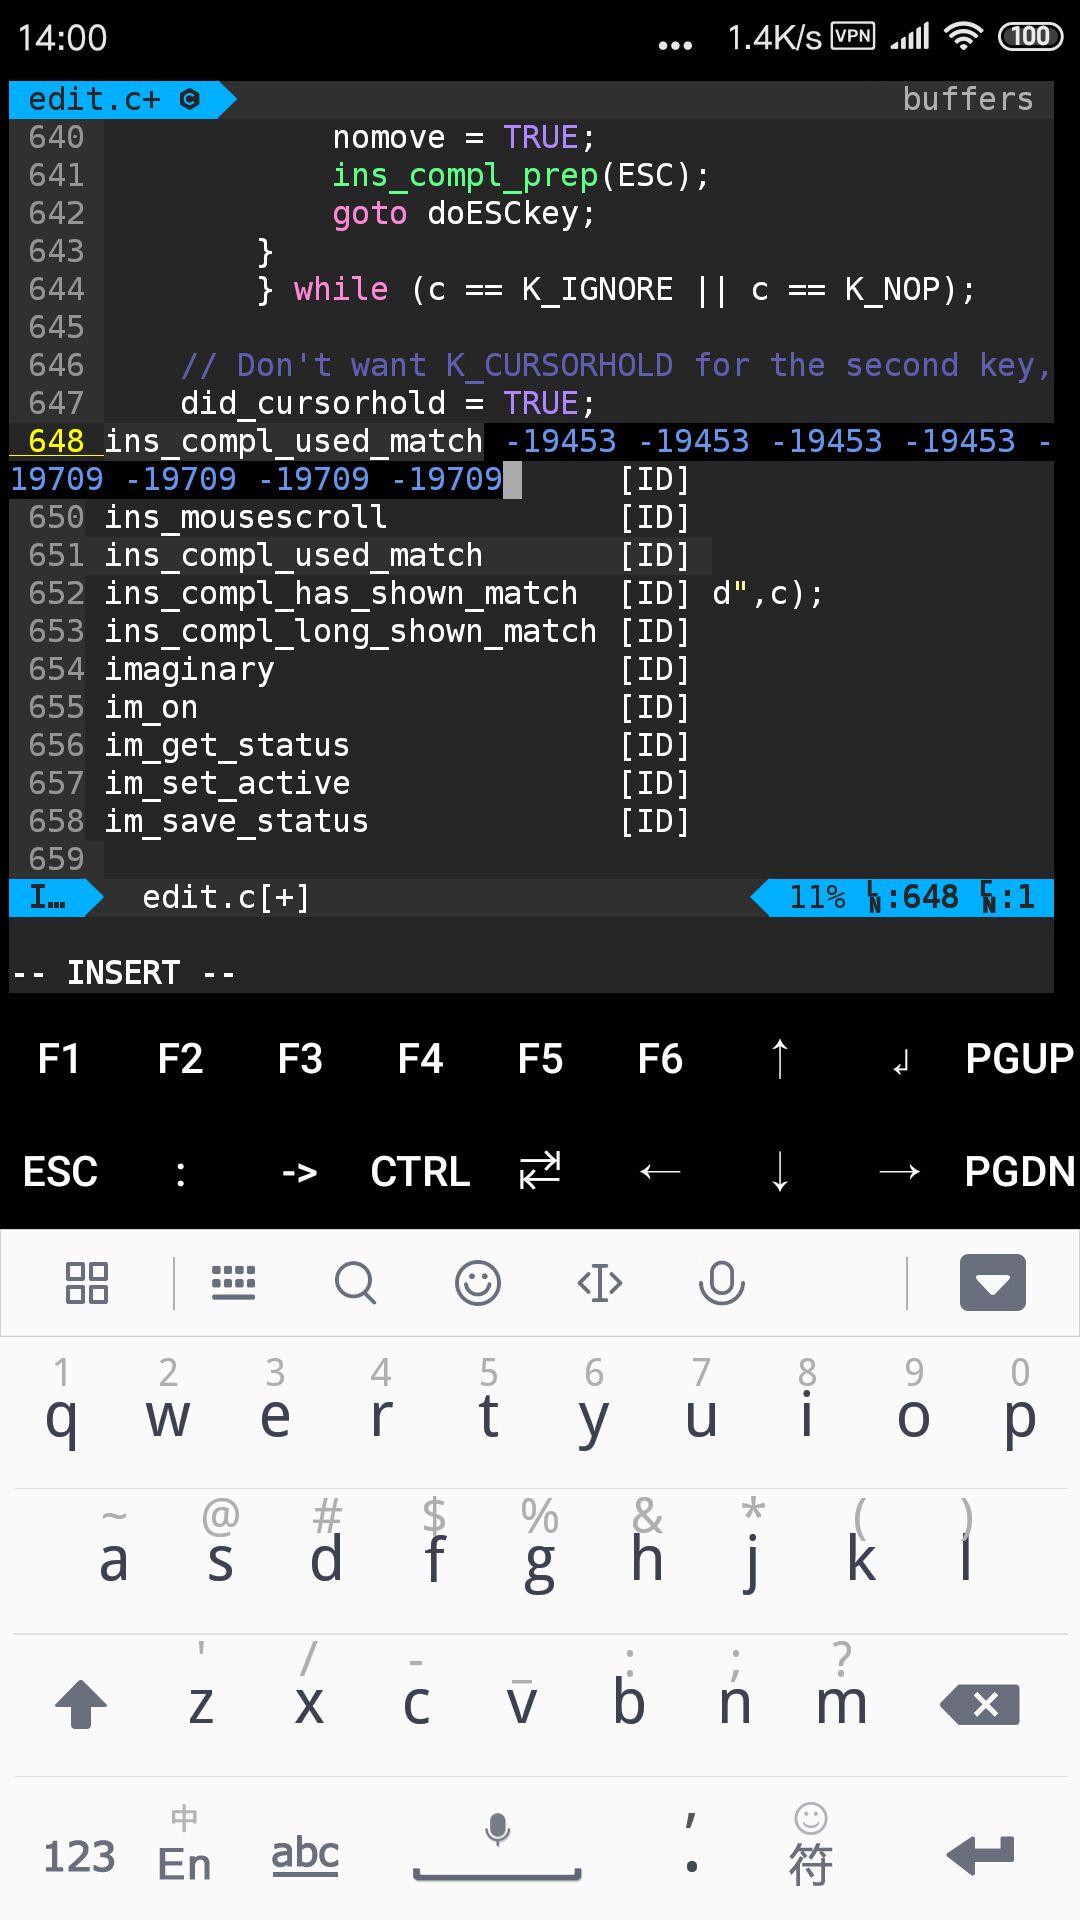 14:00 ... 1.4K/s VPN 100
edit.c+ buffers
640 nomove = TRUE;
641 ins_compl_prep(ESC);
642 goto doESCkey;
643 }
644 } while (c == K_IGNORE || c == K_NOP);
645
646 // Don't want K_CURSORHOLD for the second key,
647 did_cursorhold = TRUE;
648 ins_compl_used_match -19453 -19453 -19453 -19453 -
19709 -19709 -19709 -19709 [ID]
650 ins_mousescroll [ID]
651 ins_compl_used_match [ID]
652 ins_compl_has_shown_match [ID] d",c);
653 ins_compl_long_shown_match [ID]
654 imaginary [ID]
655 im_on [ID]
656 im_get_status [ID]
657 im_set_active [ID]
658 im_save_status [ID]
659
I… edit.c[+] 11% LN:648 CN:1
-- INSERT --
F1 F2 F3 F4 F5 F6 ↑ ↲ PGUP
ESC : -> CTRL ← ↓ → PGDN
1 2 3 4 5 6 7 8 9 0
q w e r t y u i o p
~ @ # $ % & * ( )
a s d f g h j k l
' / - _ : ; ?
z x c v b n m
中 ,
123 En abc . 符